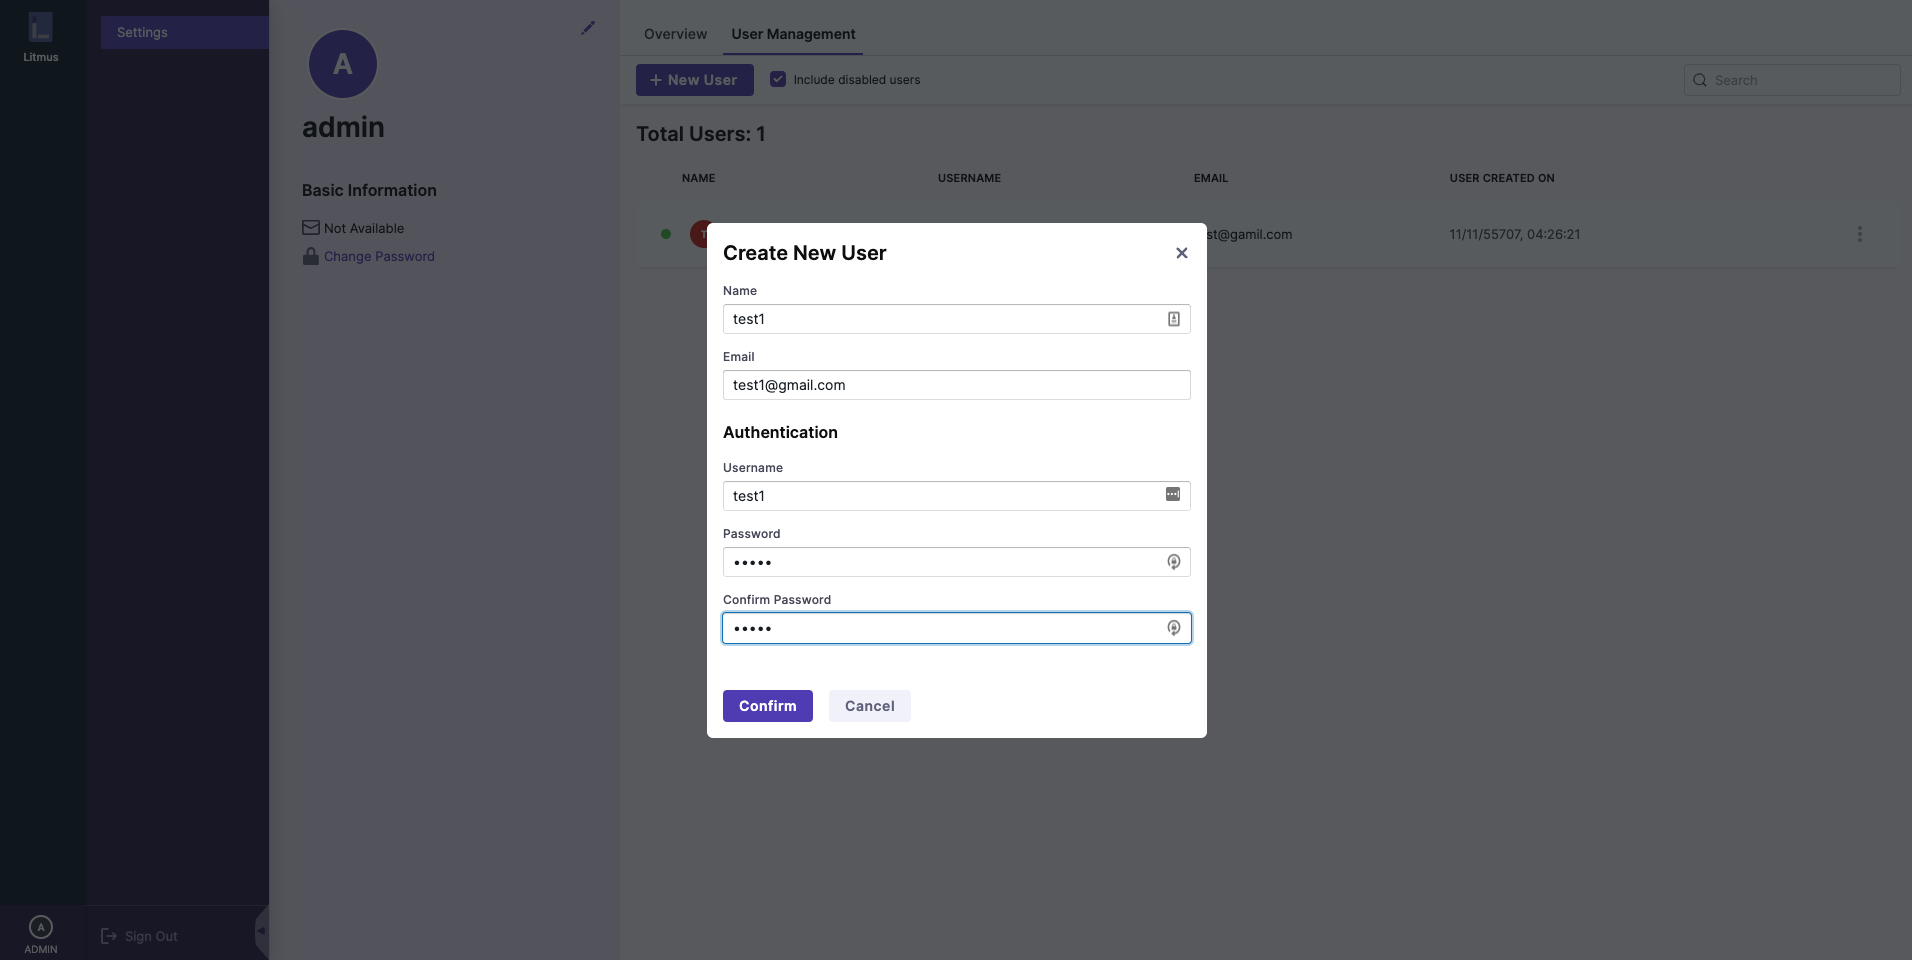 Litmus
Settings
A
admin
Basic Information
Not Available
Change Password
Overview
User Management
+ New User
Include disabled users
Search
Total Users: 1
NAME
USERNAME
EMAIL
USER CREATED ON
T
st@gamil.com
11/11/55707, 04:26:21
Create New User
Name
test1
Email
test1@gmail.com
Authentication
Username
test1
Password
•••••
Confirm Password
•••••
Confirm
Cancel
A
ADMIN
Sign Out